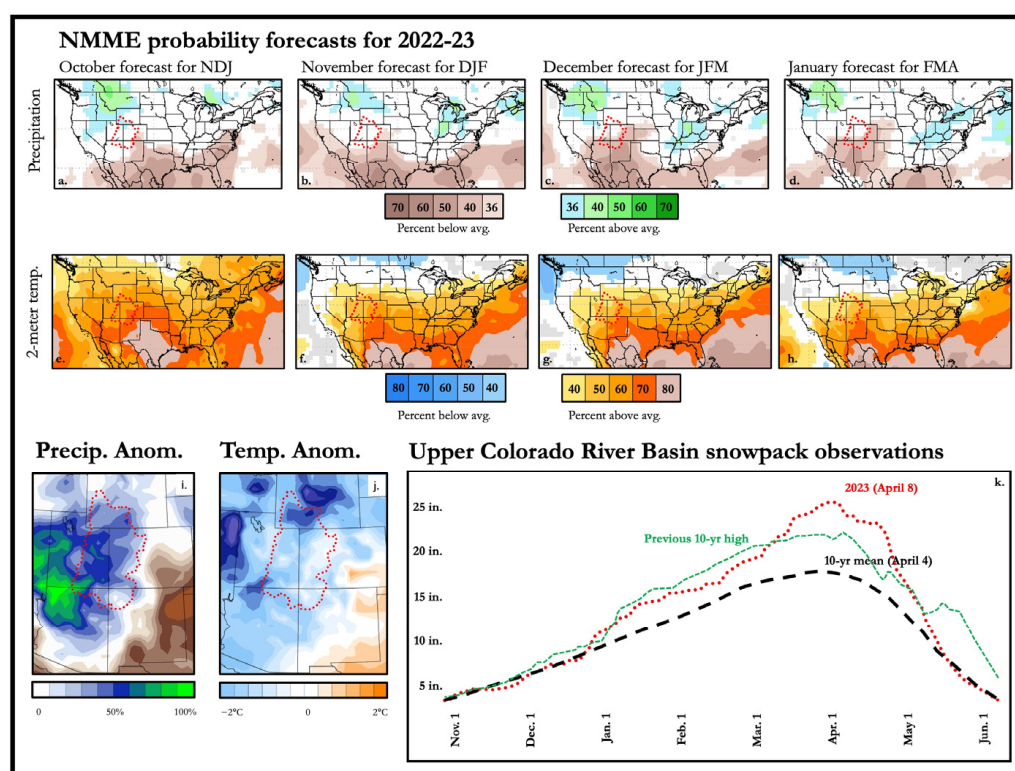 NMME probability forecasts for 2022-23
October forecast for NDJ
November forecast for DJF
December forecast for JFM
January forecast for FMA
Precipitation
a.
b.
c.
d.
70 60 50 40 36
Percent below avg.
36 40 50 60 70
Percent above avg.
2-meter temp.
e.
f.
g.
h.
80 70 60 50 40
Percent below avg.
40 50 60 70 80
Percent above avg.
Precip. Anom.
i.
0 50% 100%
Temp. Anom.
j.
−2°C 0 2°C
Upper Colorado River Basin snowpack observations
k.
2023 (April 8)
Previous 10-yr high
10-yr mean (April 4)
25 in.
20 in.
15 in.
10 in.
5 in.
Nov. 1
Dec. 1
Jan. 1
Feb. 1
Mar. 1
Apr. 1
May 1
Jun. 1